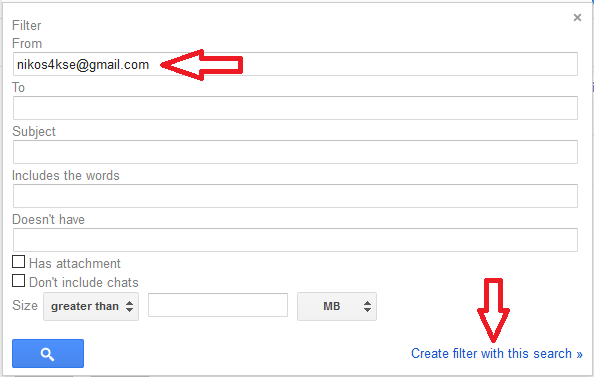 ×
Filter
From
nikos4kse@gmail.com
To
Subject
Includes the words
Doesn't have
Has attachment
Don't include chats
Size greater than MB
Create filter with this search »